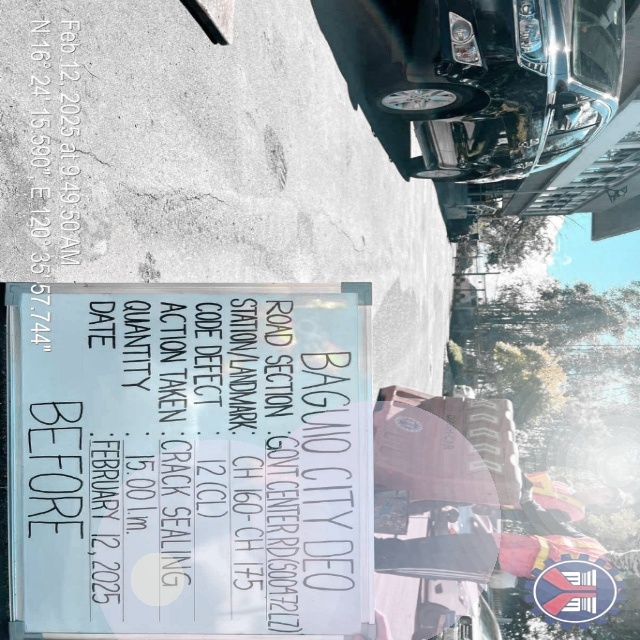 BAGUIO CITY DEO
ROAD SECTION : GOV'T CENTER RD (S00472LZ)
STATION/LANDMARK : CH 160 - CH 175
CODE DEFECT : 12 (CL)
ACTION TAKEN : CRACK SEALING
QUANTITY : 15.00 l.m.
DATE : FEBRUARY 12, 2025
BEFORE
Feb 12, 2025 at 9:49:50 AM
N 16° 24' 15.530", E 120° 35' 57.744"